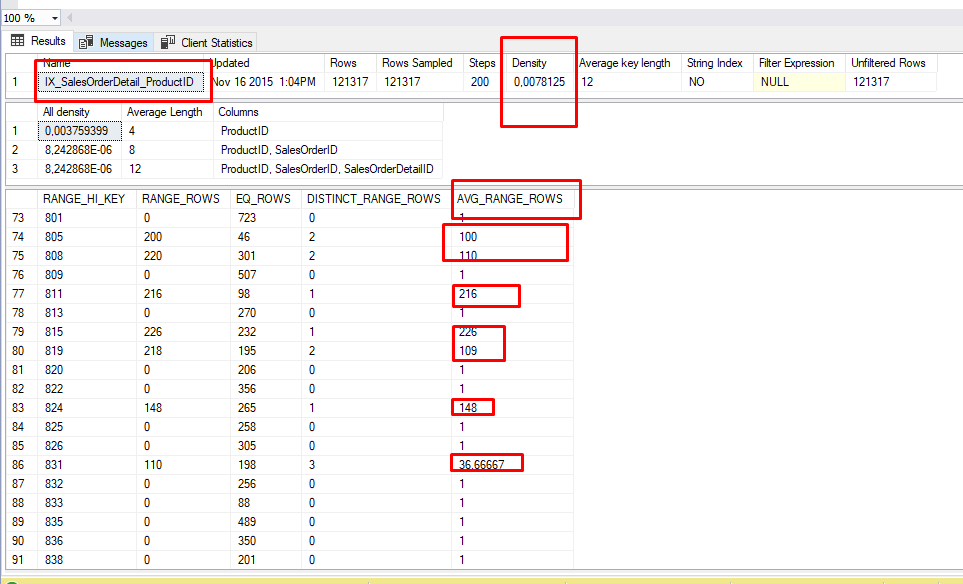 100 %
Results Messages Client Statistics
Name Updated Rows Rows Sampled Steps Density Average key length String Index Filter Expression Unfiltered Rows
1 IX_SalesOrderDetail_ProductID Nov 16 2015 1:04PM 121317 121317 200 0,0078125 12 NO NULL 121317
All density Average Length Columns
1 0,003759399 4 ProductID
2 8,242868E-06 8 ProductID, SalesOrderID
3 8,242868E-06 12 ProductID, SalesOrderID, SalesOrderDetailID
RANGE_HI_KEY RANGE_ROWS EQ_ROWS DISTINCT_RANGE_ROWS AVG_RANGE_ROWS
73 801 0 723 0 1
74 805 200 46 2 100
75 808 220 301 2 110
76 809 0 507 0 1
77 811 216 98 1 216
78 813 0 270 0 1
79 815 226 232 1 226
80 819 218 195 2 109
81 820 0 206 0 1
82 822 0 356 0 1
83 824 148 265 1 148
84 825 0 258 0 1
85 826 0 305 0 1
86 831 110 198 3 36,66667
87 832 0 256 0 1
88 833 0 88 0 1
89 835 0 489 0 1
90 836 0 350 0 1
91 838 0 201 0 1